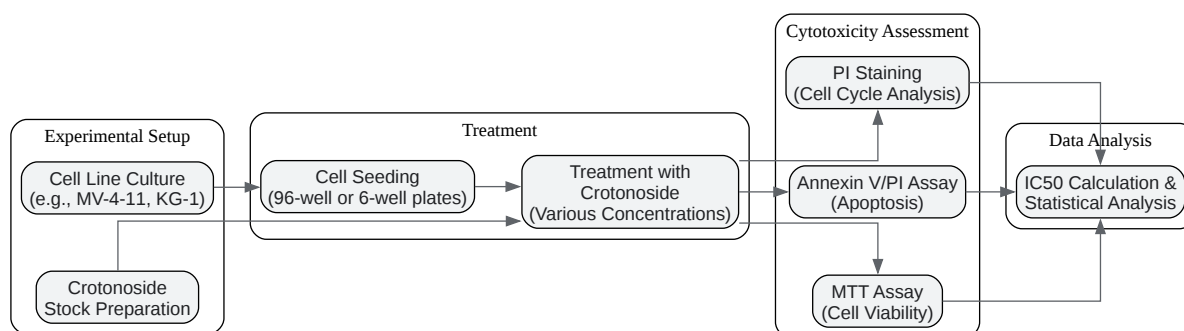 Experimental Setup
Cell Line Culture
(e.g., MV-4-11, KG-1)
Crotonoside
Stock Preparation
Treatment
Cell Seeding
(96-well or 6-well plates)
Treatment with
Crotonoside
(Various Concentrations)
Cytotoxicity Assessment
PI Staining
(Cell Cycle Analysis)
Annexin V/PI Assay
(Apoptosis)
MTT Assay
(Cell Viability)
Data Analysis
IC50 Calculation &
Statistical Analysis